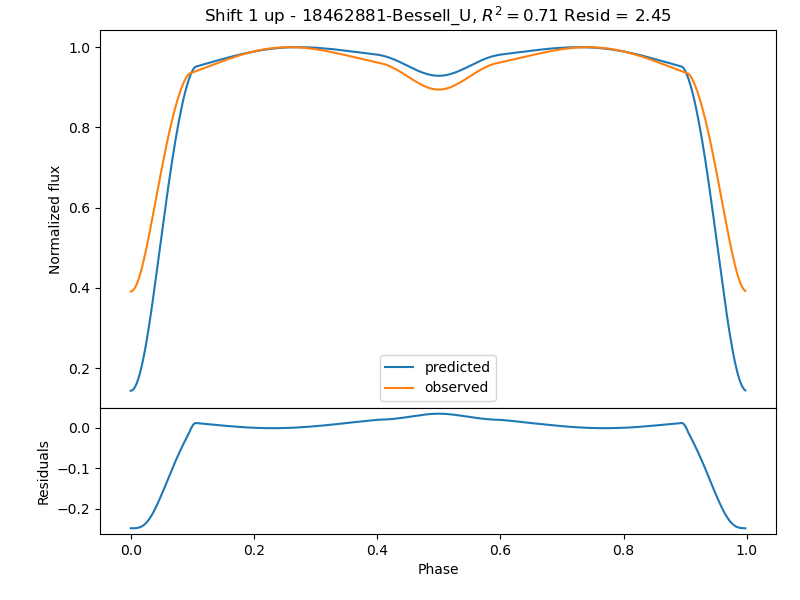 Shift 1 up - 18462881-Bessell_U, $R^2 = 0.71$ Resid = 2.45
Normalized flux
1.0
0.8
0.6
0.4
0.2
predicted
observed
Residuals
0.0
−0.1
−0.2
0.0 0.2 0.4 0.6 0.8 1.0
Phase